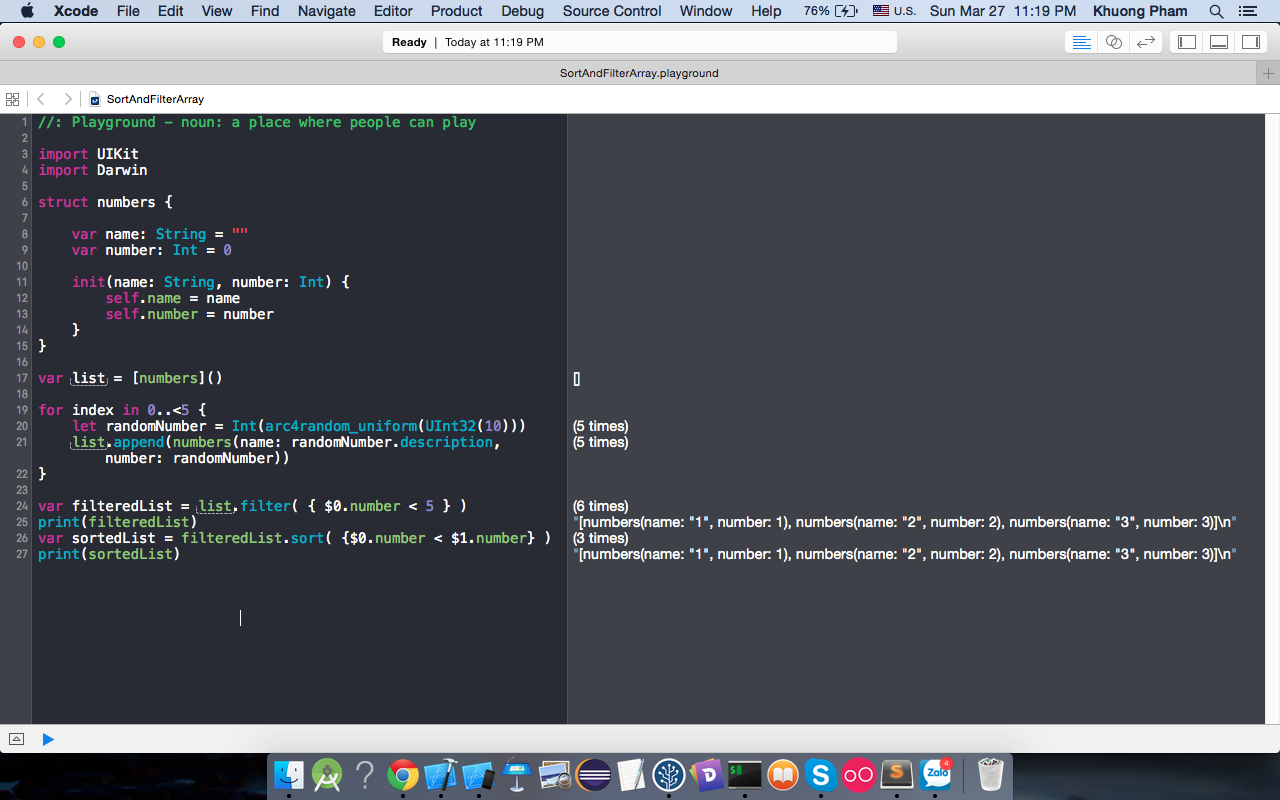 Xcode File Edit View Find Navigate Editor Product Debug Source Control Window Help 76% U.S. Sun Mar 27 11:19 PM Khuong Pham
Ready | Today at 11:19 PM
SortAndFilterArray.playground
SortAndFilterArray
1 //: Playground - noun: a place where people can play
2
3 import UIKit
4 import Darwin
5
6 struct numbers {
7
8 var name: String = ""
9 var number: Int = 0
10
11 init(name: String, number: Int) {
12 self.name = name
13 self.number = number
14 }
15 }
16
17 var list = [numbers]() []
18
19 for index in 0..<5 {
20 let randomNumber = Int(arc4random_uniform(UInt32(10))) (5 times)
21 list.append(numbers(name: randomNumber.description, (5 times)
number: randomNumber))
22 }
23
24 var filteredList = list.filter( { $0.number < 5 } ) (6 times)
25 print(filteredList) "[numbers(name: "1", number: 1), numbers(name: "2", number: 2), numbers(name: "3", number: 3)]\n"
26 var sortedList = filteredList.sort( {$0.number < $1.number} ) (3 times)
27 print(sortedList) "[numbers(name: "1", number: 1), numbers(name: "2", number: 2), numbers(name: "3", number: 3)]\n"
Zalo
4